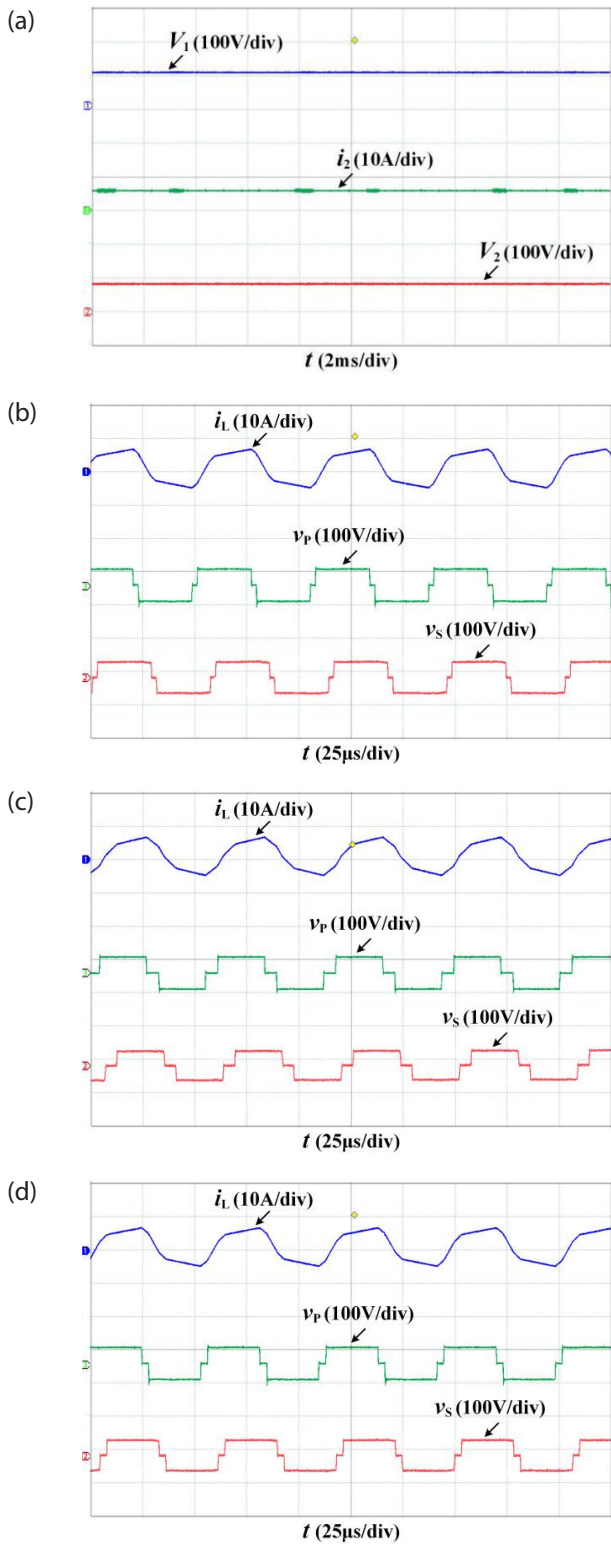 (a)
V1 (100V/div)
i2 (10A/div)
V2 (100V/div)
t (2ms/div)
(b)
iL (10A/div)
vP (100V/div)
vS (100V/div)
t (25μs/div)
(c)
iL (10A/div)
vP (100V/div)
vS (100V/div)
t (25μs/div)
(d)
iL (10A/div)
vP (100V/div)
vS (100V/div)
t (25μs/div)